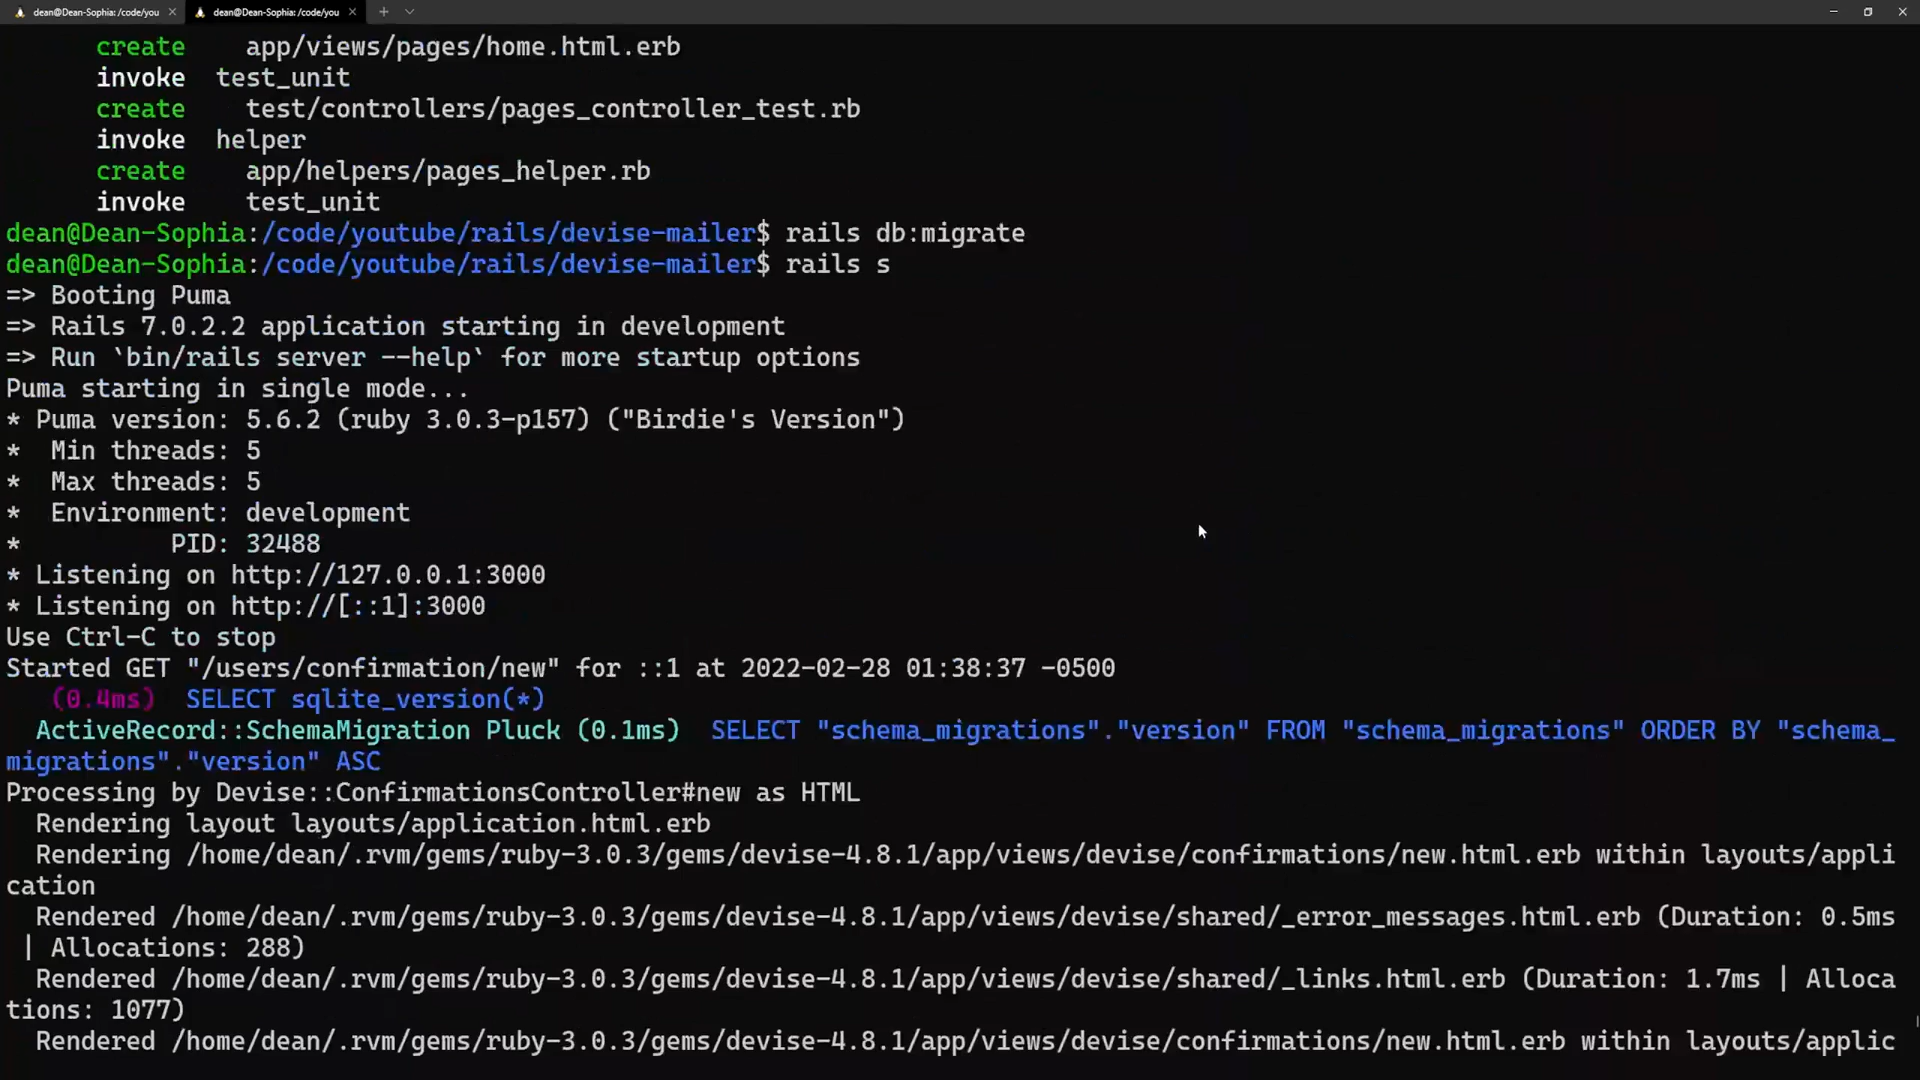 dean@Dean-Sophia: /code/you
dean@Dean-Sophia: /code/you
create app/views/pages/home.html.erb
invoke test_unit
create test/controllers/pages_controller_test.rb
invoke helper
create app/helpers/pages_helper.rb
invoke test_unit
dean@Dean-Sophia:/code/youtube/rails/devise-mailer$ rails db:migrate
dean@Dean-Sophia:/code/youtube/rails/devise-mailer$ rails s
=> Booting Puma
=> Rails 7.0.2.2 application starting in development
=> Run `bin/rails server --help` for more startup options
Puma starting in single mode...
* Puma version: 5.6.2 (ruby 3.0.3-p157) ("Birdie's Version")
* Min threads: 5
* Max threads: 5
* Environment: development
* PID: 32488
* Listening on http://127.0.0.1:3000
* Listening on http://[::1]:3000
Use Ctrl-C to stop
Started GET "/users/confirmation/new" for ::1 at 2022-02-28 01:38:37 -0500
(0.4ms) SELECT sqlite_version(*)
ActiveRecord::SchemaMigration Pluck (0.1ms) SELECT "schema_migrations"."version" FROM "schema_migrations" ORDER BY "schema_
migrations"."version" ASC
Processing by Devise::ConfirmationsController#new as HTML
Rendering layout layouts/application.html.erb
Rendering /home/dean/.rvm/gems/ruby-3.0.3/gems/devise-4.8.1/app/views/devise/confirmations/new.html.erb within layouts/appli
cation
Rendered /home/dean/.rvm/gems/ruby-3.0.3/gems/devise-4.8.1/app/views/devise/shared/_error_messages.html.erb (Duration: 0.5ms
| Allocations: 288)
Rendered /home/dean/.rvm/gems/ruby-3.0.3/gems/devise-4.8.1/app/views/devise/shared/_links.html.erb (Duration: 1.7ms | Alloca
tions: 1077)
Rendered /home/dean/.rvm/gems/ruby-3.0.3/gems/devise-4.8.1/app/views/devise/confirmations/new.html.erb within layouts/applic